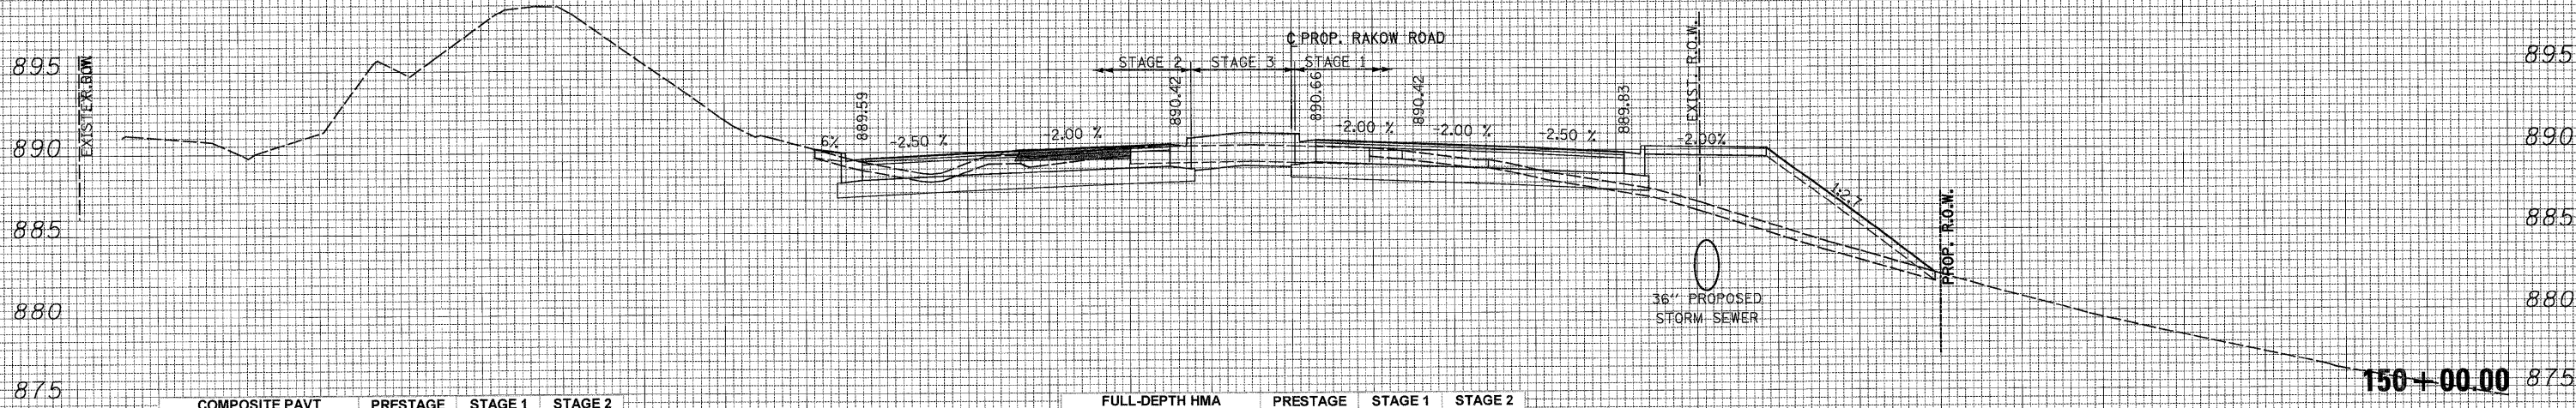 895
EXIST. R.O.W.
890
885
880
875
℄ PROP. RAKOW ROAD
STAGE 2
STAGE 3
STAGE 1
889.59
890.42
890.66
890.42
889.83
6%
-2.50 %
-2.00 %
-2.00 %
-2.00 %
2.50 %
-2.00%
EXIST. R.O.W.
1:2.7
PROP. R.O.W.
36" PROPOSED
STORM SEWER
895
890
885
880
875
150+00.00
COMPOSITE PAVT PRESTAGE STAGE 1 STAGE 2
FULL-DEPTH HMA PRESTAGE STAGE 1 STAGE 2